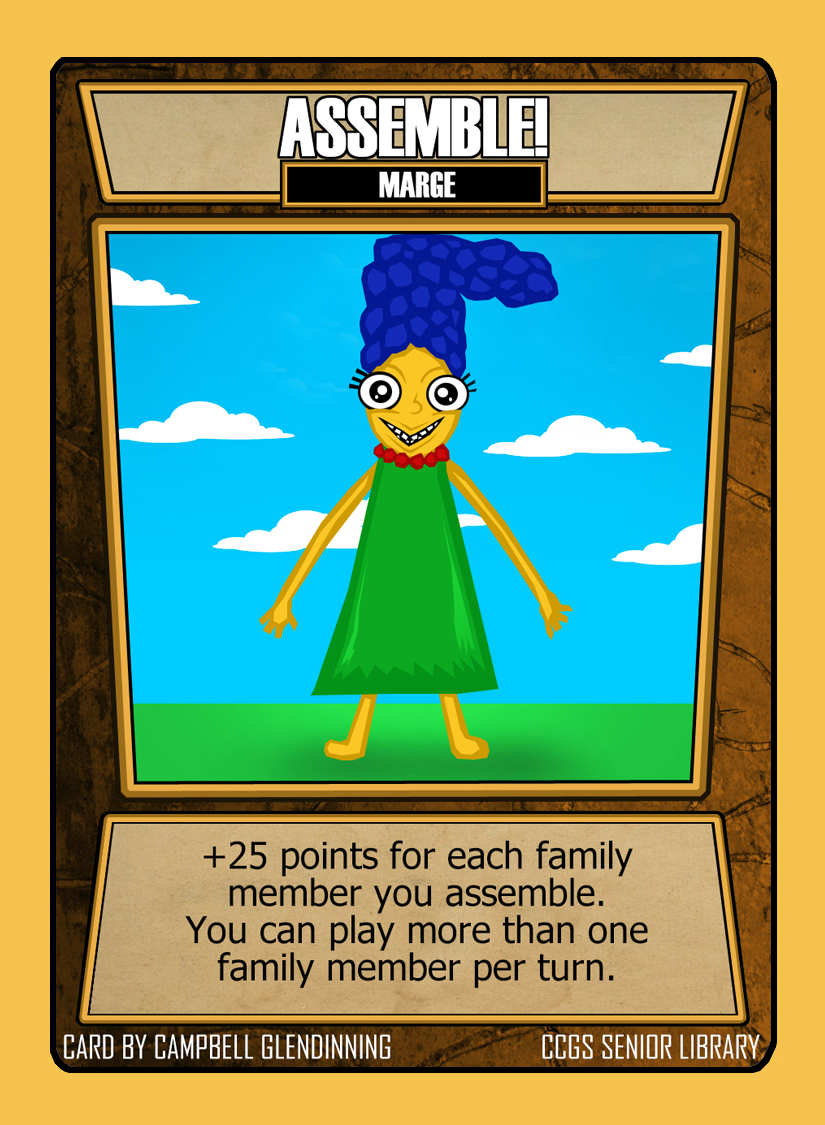 ASSEMBLE!
MARGE
+25 points for each family
member you assemble.
You can play more than one
family member per turn.
CARD BY CAMPBELL GLENDINNING
CCGS SENIOR LIBRARY